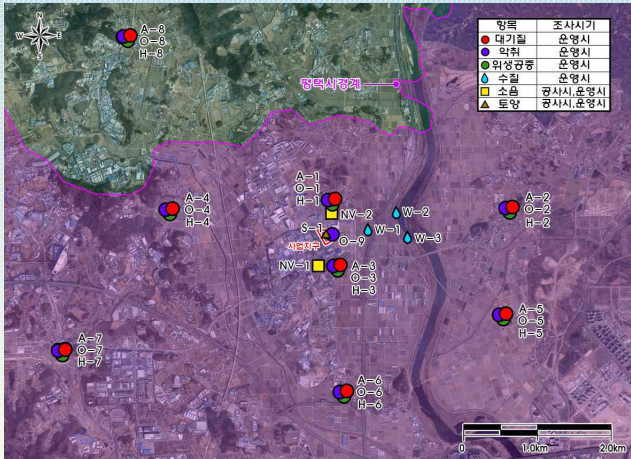 N
W E
S
항목 조사시기
대기질 운영시
악취 운영시
위생공중 운영시
수질 운영시
소음 공사시,운영시
토양 공사시,운영시
평택시경계
A-8
O-8
H-8
A-4
O-4
H-4
A-1
O-1
H-1
NV-2
W-2
A-2
O-2
H-2
S-1
W-1
W-3
사업지구
O-9
NV-1
A-3
O-3
H-3
A-5
O-5
H-5
A-7
O-7
H-7
A-6
O-6
H-6
0 1.0km 2.0km